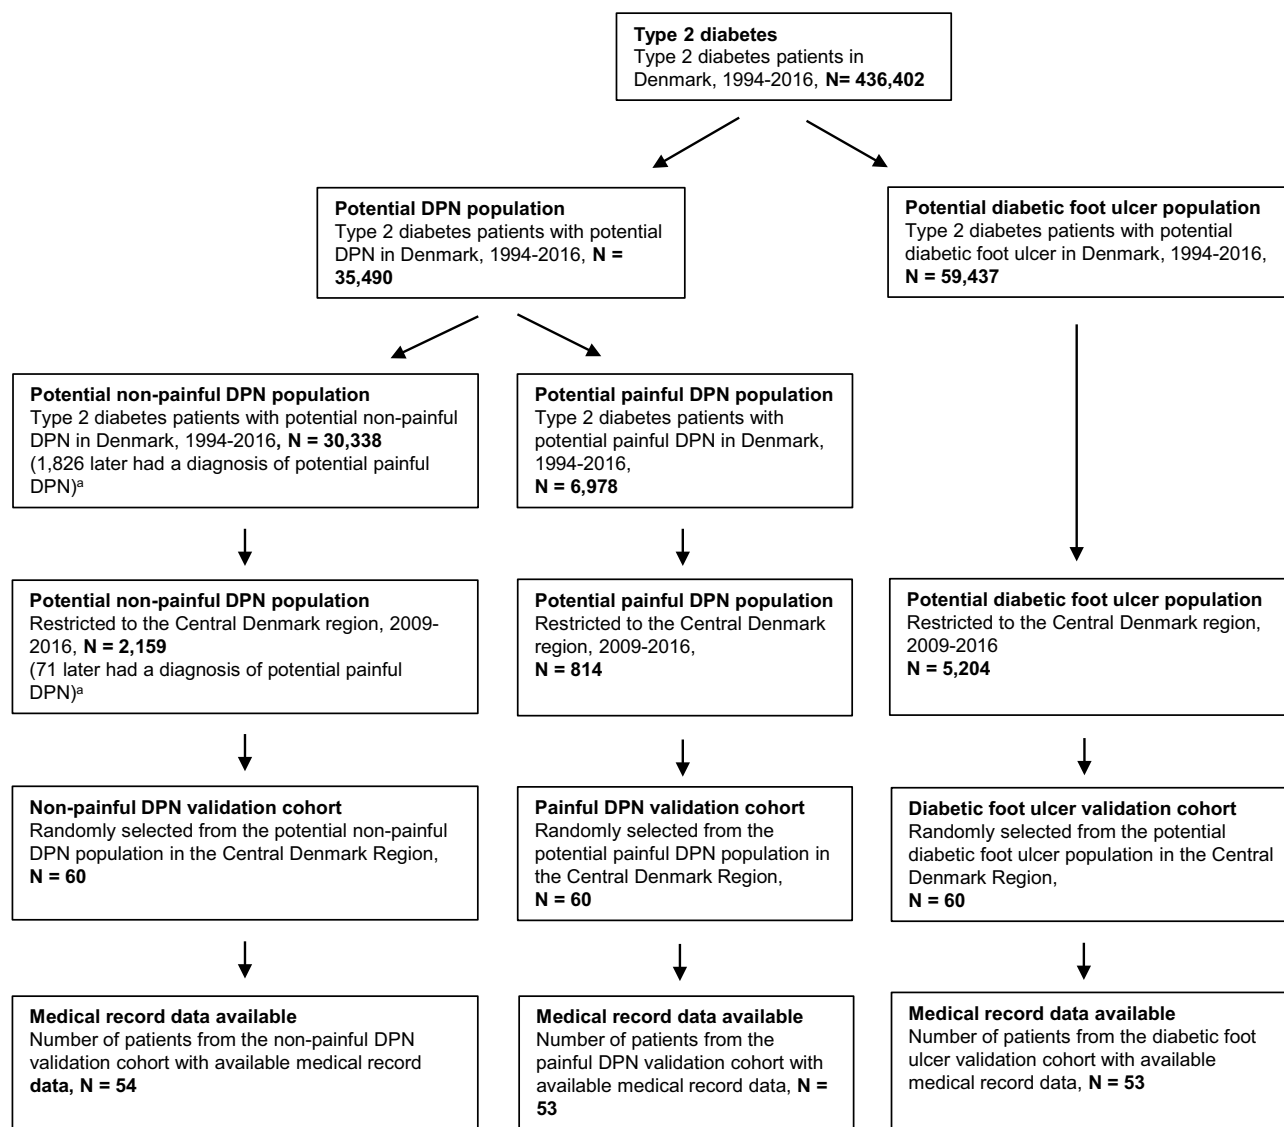 Type 2 diabetes
Type 2 diabetes patients in
Denmark, 1994-2016, N= 436,402
Potential DPN population
Type 2 diabetes patients with potential
DPN in Denmark, 1994-2016, N =
35,490
Potential diabetic foot ulcer population
Type 2 diabetes patients with potential
diabetic foot ulcer in Denmark, 1994-2016,
N = 59,437
Potential non-painful DPN population
Type 2 diabetes patients with potential non-painful
DPN in Denmark, 1994-2016, N = 30,338
(1,826 later had a diagnosis of potential painful
DPN)ᵃ
Potential painful DPN population
Type 2 diabetes patients with
potential painful DPN in Denmark,
1994-2016,
N = 6,978
Potential non-painful DPN population
Restricted to the Central Denmark region, 2009-
2016, N = 2,159
(71 later had a diagnosis of potential painful
DPN)ᵃ
Potential painful DPN population
Restricted to the Central Denmark
region, 2009-2016,
N = 814
Potential diabetic foot ulcer population
Restricted to the Central Denmark region,
2009-2016
N = 5,204
Non-painful DPN validation cohort
Randomly selected from the potential non-painful
DPN population in the Central Denmark Region,
N = 60
Painful DPN validation cohort
Randomly selected from the
potential painful DPN population in
the Central Denmark Region,
N = 60
Diabetic foot ulcer validation cohort
Randomly selected from the potential
diabetic foot ulcer population in the Central
Denmark Region,
N = 60
Medical record data available
Number of patients from the non-painful DPN
validation cohort with available medical record
data, N = 54
Medical record data available
Number of patients from the
painful DPN validation cohort with
available medical record data, N =
53
Medical record data available
Number of patients from the diabetic foot
ulcer validation cohort with available
medical record data, N = 53